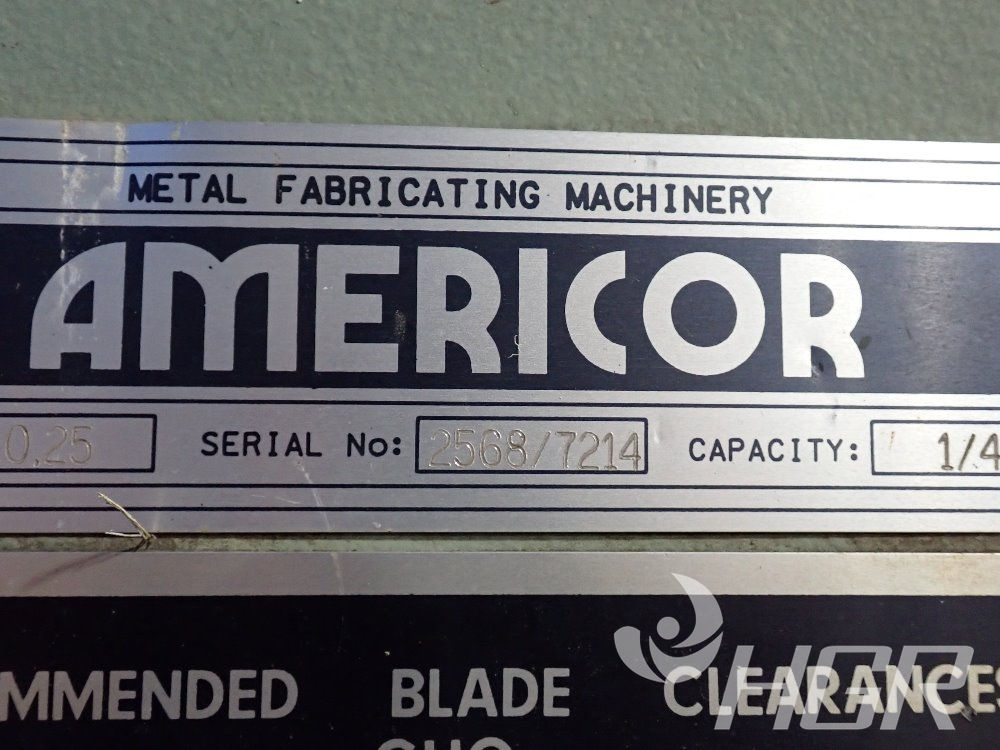 METAL FABRICATING MACHINERY
AMERICOR
0.25 SERIAL No: 2568/7214 CAPACITY: 1/4
MMENDED BLADE CLEARANCES
HGR